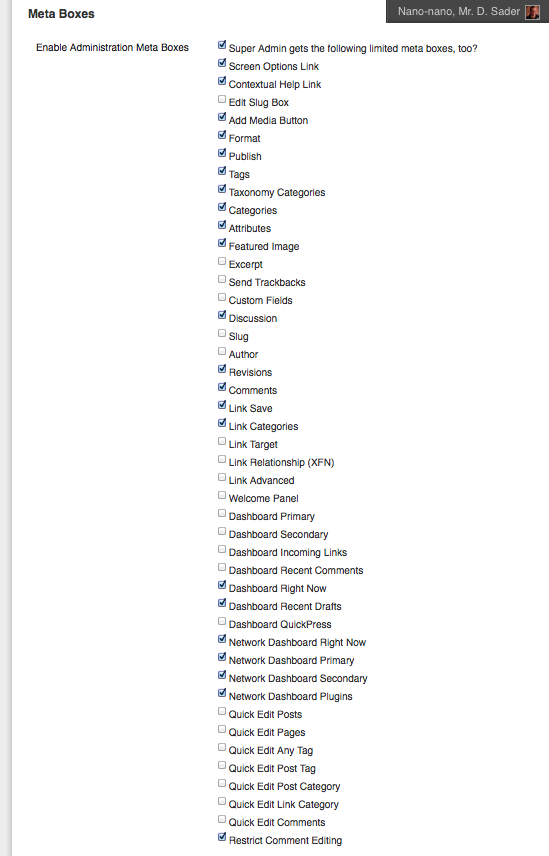 Meta Boxes
Nano-nano, Mr. D. Sader
Enable Administration Meta Boxes
Super Admin gets the following limited meta boxes, too?
Screen Options Link
Contextual Help Link
Edit Slug Box
Add Media Button
Format
Publish
Tags
Taxonomy Categories
Categories
Attributes
Featured Image
Excerpt
Send Trackbacks
Custom Fields
Discussion
Slug
Author
Revisions
Comments
Link Save
Link Categories
Link Target
Link Relationship (XFN)
Link Advanced
Welcome Panel
Dashboard Primary
Dashboard Secondary
Dashboard Incoming Links
Dashboard Recent Comments
Dashboard Right Now
Dashboard Recent Drafts
Dashboard QuickPress
Network Dashboard Right Now
Network Dashboard Primary
Network Dashboard Secondary
Network Dashboard Plugins
Quick Edit Posts
Quick Edit Pages
Quick Edit Any Tag
Quick Edit Post Tag
Quick Edit Post Category
Quick Edit Link Category
Quick Edit Comments
Restrict Comment Editing